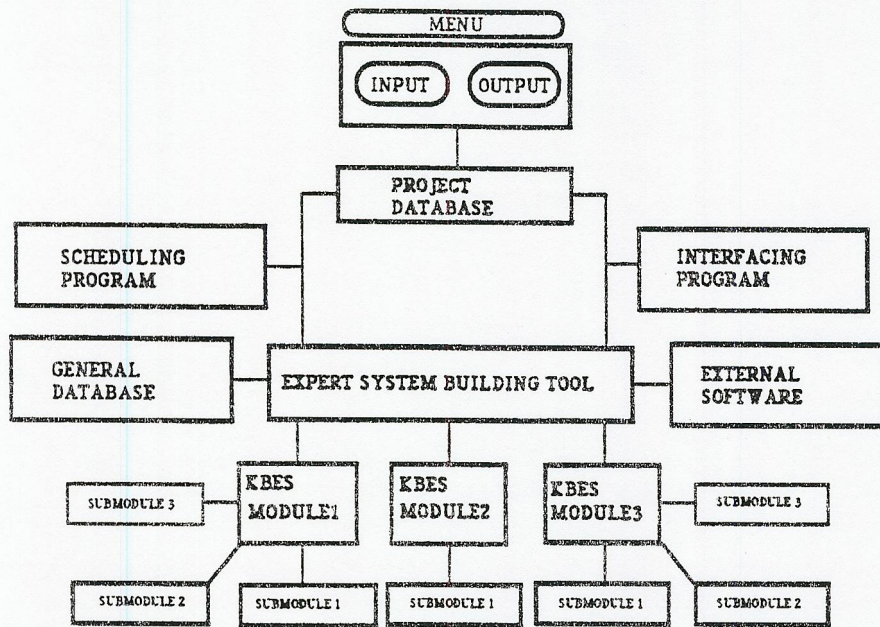 MENU
INPUT
OUTPUT
PROJECT
DATABASE
SCHEDULING
PROGRAM
INTERFACING
PROGRAM
GENERAL
DATABASE
EXPERT SYSTEM BUILDING TOOL
EXTERNAL
SOFTWARE
KBES
MODULE1
KBES
MODULE2
KBES
MODULE3
SUBMODULE 3
SUBMODULE 3
SUBMODULE 2
SUBMODULE 1
SUBMODULE 1
SUBMODULE 1
SUBMODULE 2